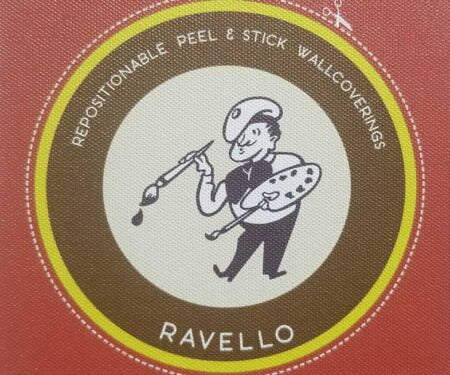 REPOSITIONABLE PEEL & STICK WALLCOVERINGS
RAVELLO